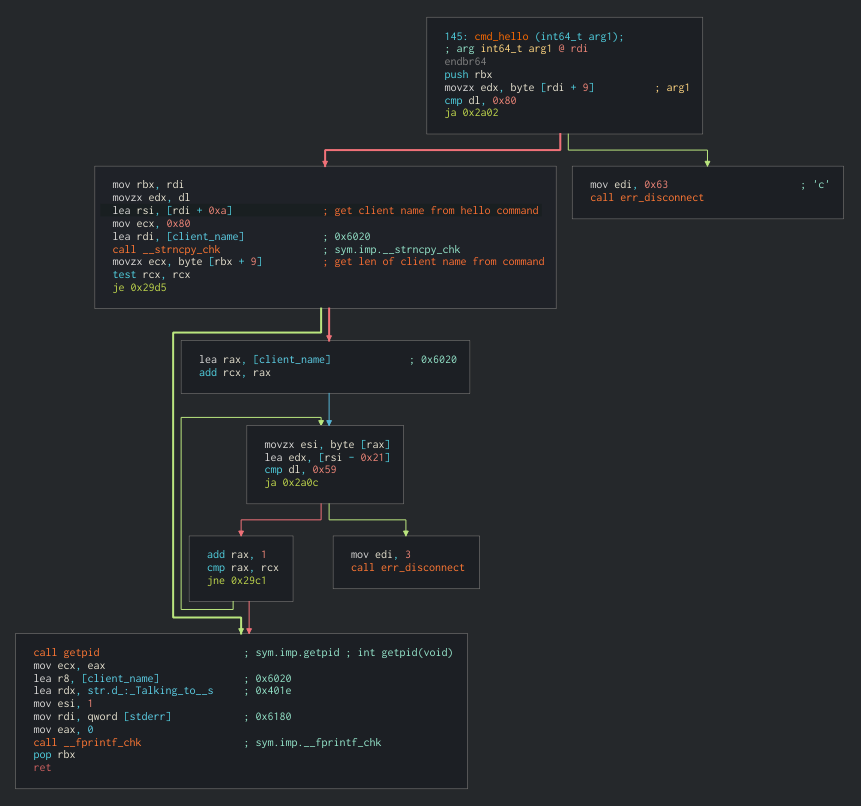 145: cmd_hello (int64_t arg1);
; arg int64_t arg1 @ rdi
endbr64
push rbx
movzx edx, byte [rdi + 9] ; arg1
cmp dl, 0x80
ja 0x2a02
mov rbx, rdi
movzx edx, dl
lea rsi, [rdi + 0xa] ; get client name from hello command
mov ecx, 0x80
lea rdi, [client_name] ; 0x6020
call __strncpy_chk ; sym.imp.__strncpy_chk
movzx ecx, byte [rbx + 9] ; get len of client name from command
test rcx, rcx
je 0x29d5
mov edi, 0x63 ; 'c'
call err_disconnect
lea rax, [client_name] ; 0x6020
add rcx, rax
movzx esi, byte [rax]
lea edx, [rsi - 0x21]
cmp dl, 0x59
ja 0x2a0c
add rax, 1
cmp rax, rcx
jne 0x29c1
mov edi, 3
call err_disconnect
call getpid ; sym.imp.getpid ; int getpid(void)
mov ecx, eax
lea r8, [client_name] ; 0x6020
lea rdx, str.d_:_Talking_to__s ; 0x401e
mov esi, 1
mov rdi, qword [stderr] ; 0x6180
mov eax, 0
call __fprintf_chk ; sym.imp.__fprintf_chk
pop rbx
ret